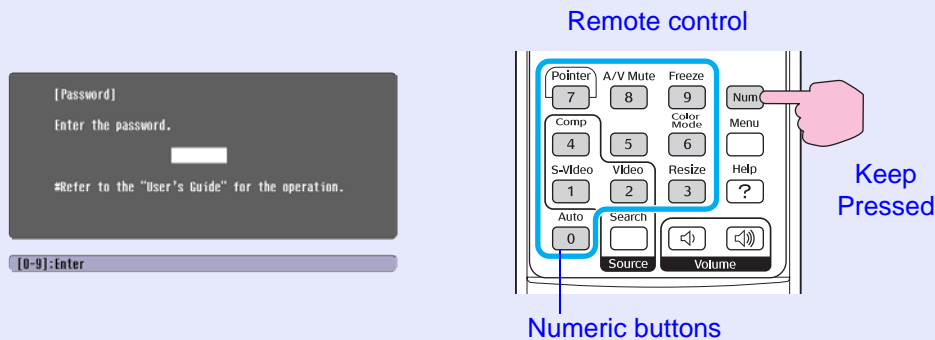 Remote control
[Password]
Enter the password.
*Refer to the "User's Guide" for the operation.
[0-9]:Enter
Pointer A/V Mute Freeze
7 8 9 Num
Comp Color Mode Menu
4 5 6
S-Video Video Resize Help
1 2 3 ?
Auto Search
0
Source Volume
Keep
Pressed
Numeric buttons